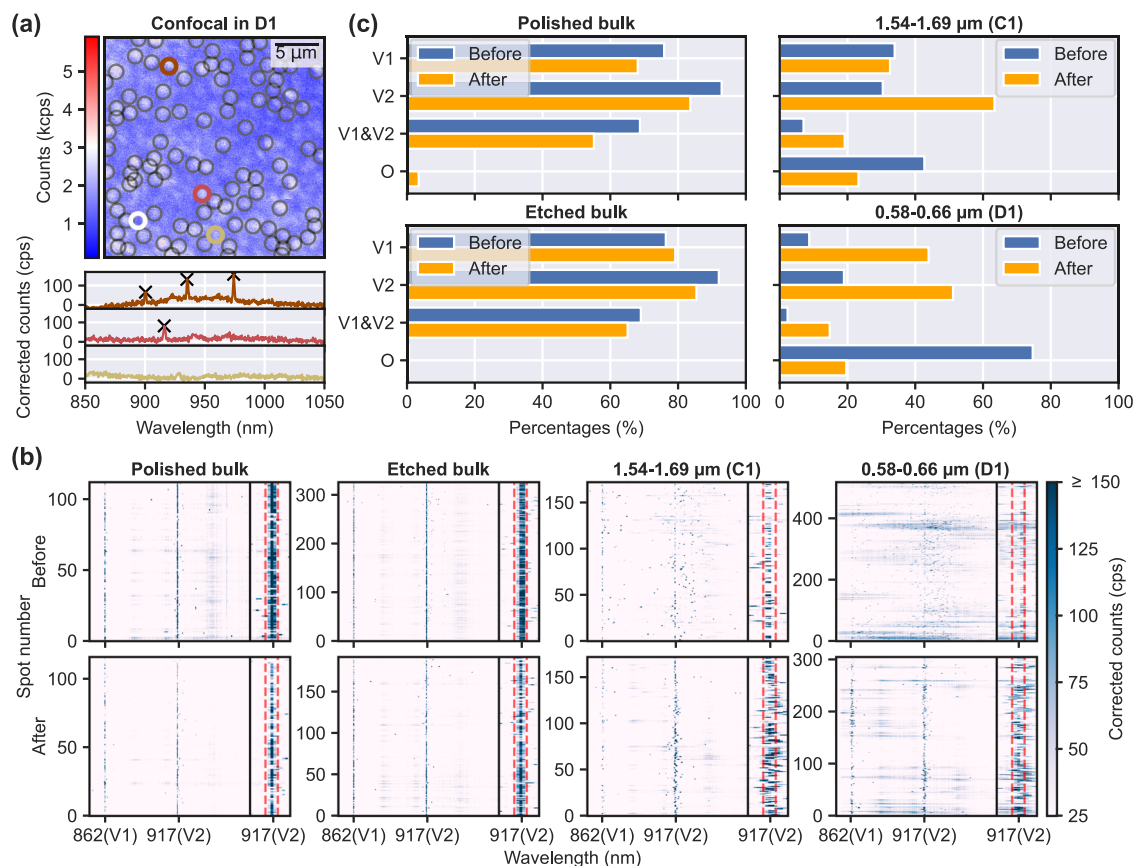 (a)
Confocal in D1
5 µm
Counts (kcps)
5
4
3
2
1
Corrected counts (cps)
100
0
100
0
100
0
850
900
950
1000
1050
Wavelength (nm)
(c)
Polished bulk
V1
V2
V1&V2
O
Before
After
1.54-1.69 µm (C1)
Before
After
Etched bulk
V1
V2
V1&V2
O
Before
After
0 20 40 60 80 100
Percentages (%)
0.58-0.66 µm (D1)
Before
After
0 20 40 60 80 100
Percentages (%)
(b)
Spot number
Before
After
Polished bulk
100
50
0
100
50
0
862(V1) 917(V2) 917(V2)
Etched bulk
300
200
100
0
150
100
50
0
862(V1) 917(V2) 917(V2)
1.54-1.69 µm (C1)
150
100
50
0
150
100
50
0
862(V1) 917(V2) 917(V2)
0.58-0.66 µm (D1)
400
200
0
300
200
100
0
862(V1) 917(V2) 917(V2)
Wavelength (nm)
≥ 150
125
100
75
50
25
Corrected counts (cps)